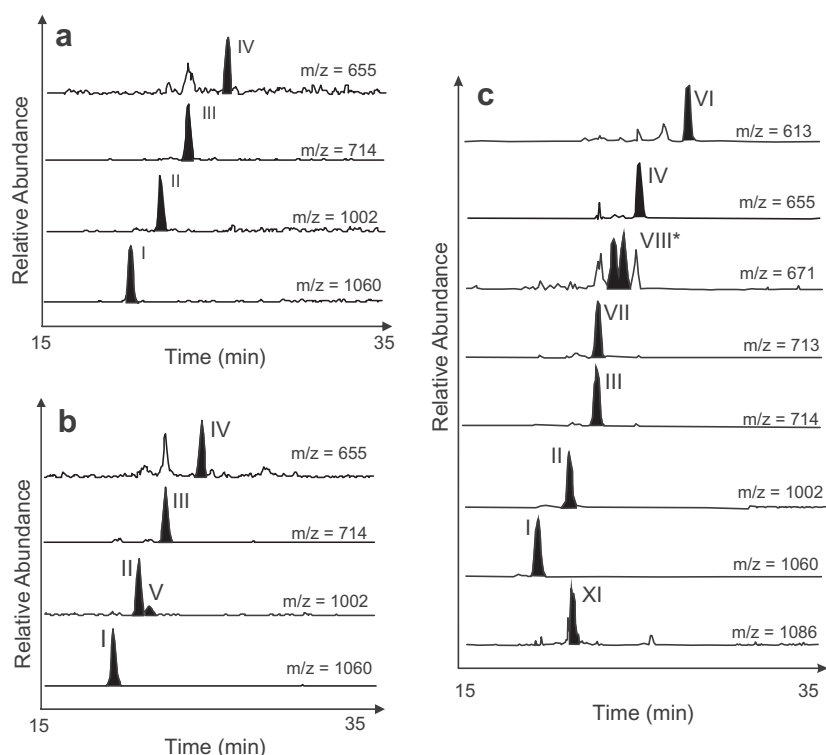 a
IV
m/z = 655
III
m/z = 714
II
m/z = 1002
I
m/z = 1060
Relative Abundance
15
35
Time (min)
b
IV
m/z = 655
III
m/z = 714
II
V
m/z = 1002
I
m/z = 1060
Relative Abundance
15
35
Time (min)
c
VI
m/z = 613
IV
m/z = 655
VIII*
m/z = 671
VII
m/z = 713
III
m/z = 714
II
m/z = 1002
I
m/z = 1060
XI
m/z = 1086
Relative Abundance
15
35
Time (min)